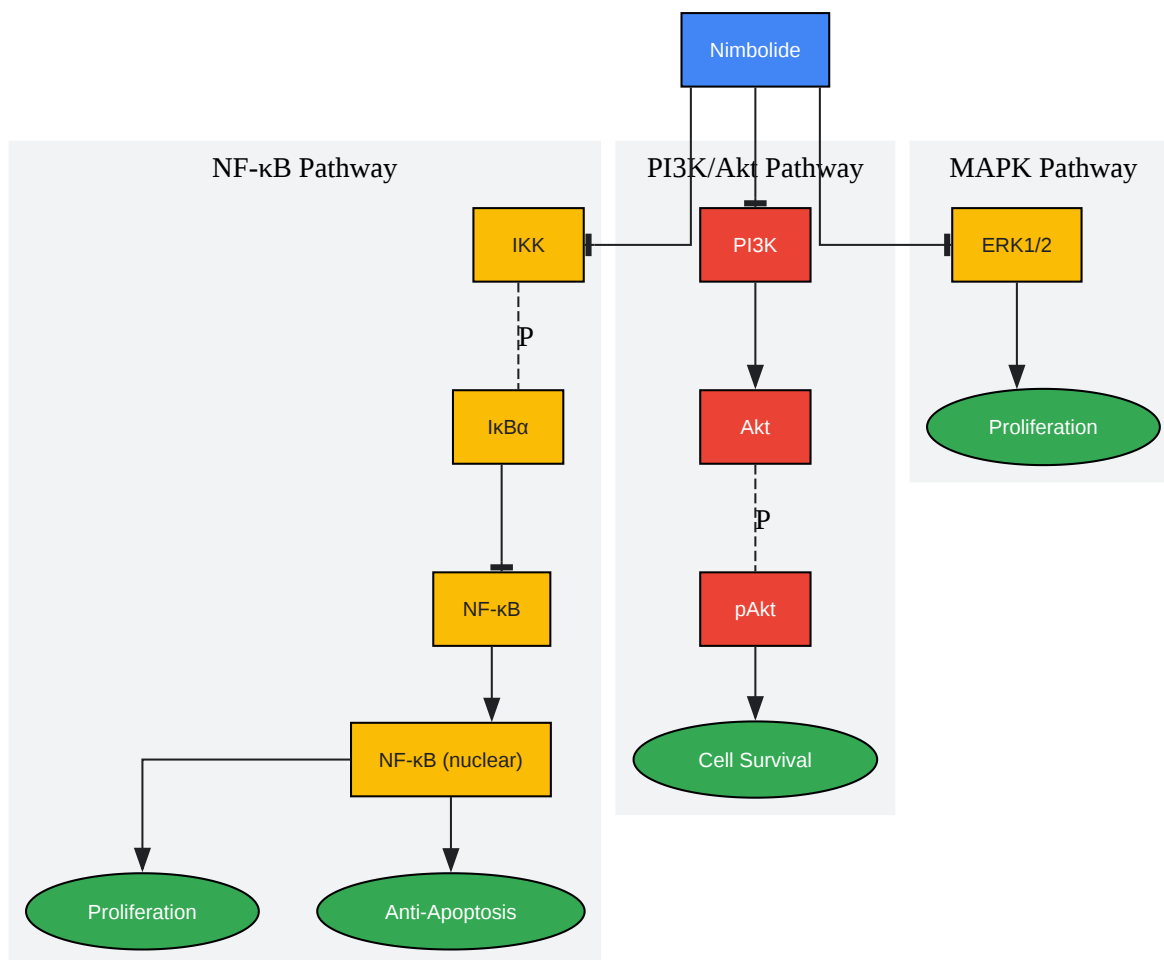 Nimbolide
NF-κB Pathway
PI3K/Akt Pathway
MAPK Pathway
IKK
PI3K
ERK1/2
P
IκBα
Akt
Proliferation
P
NF-κB
pAkt
NF-κB (nuclear)
Cell Survival
Proliferation
Anti-Apoptosis